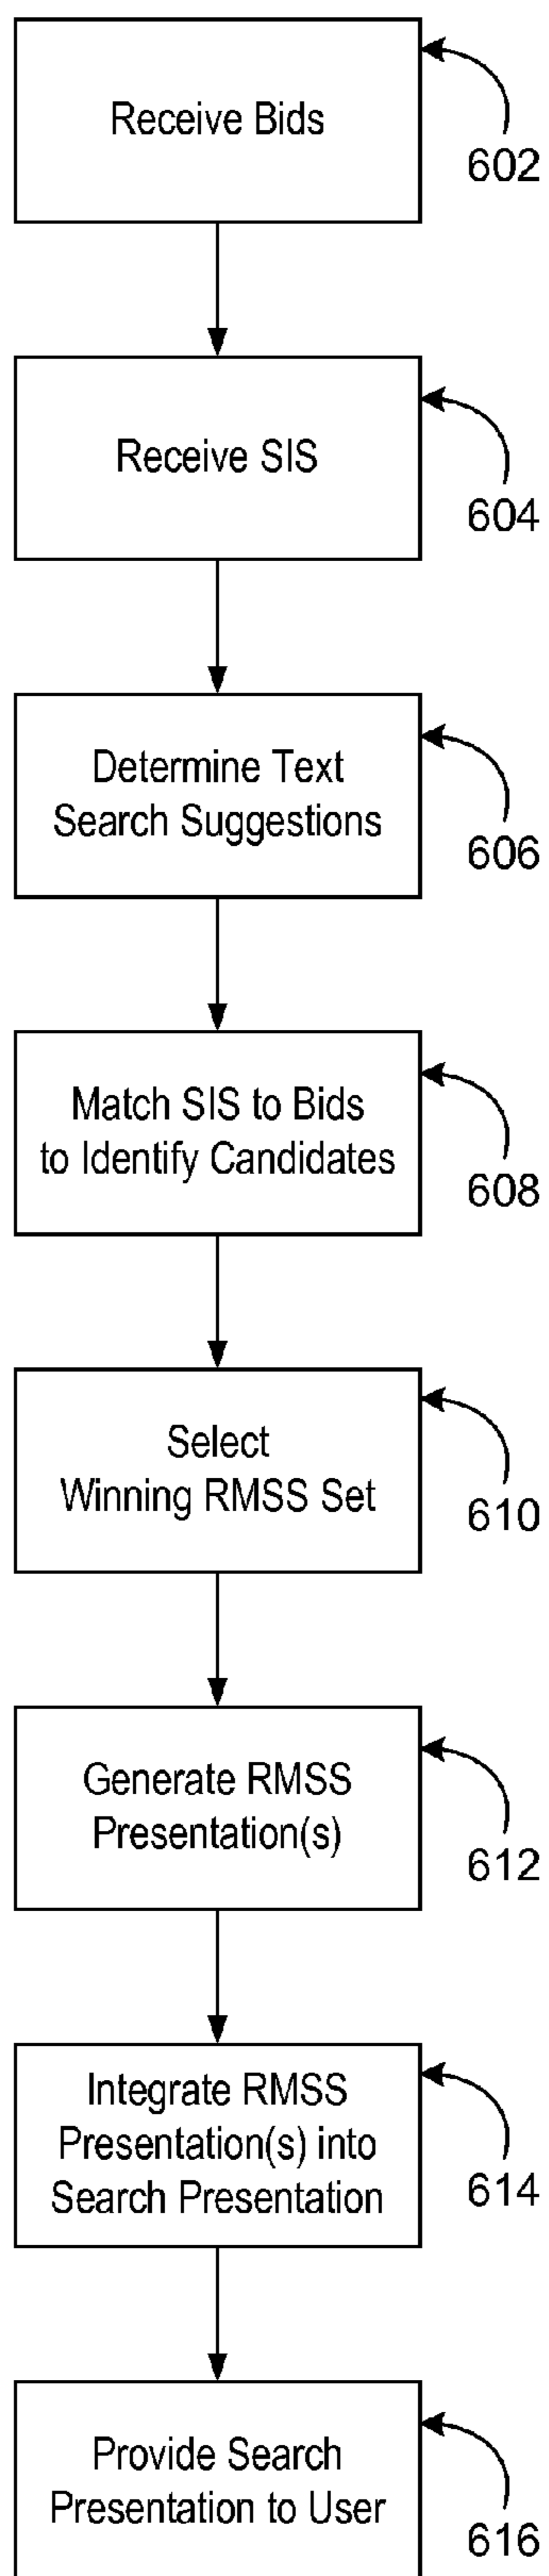 Receive Bids
602
Receive SIS
604
Determine Text
Search Suggestions
606
Match SIS to Bids
to Identify Candidates
608
Select
Winning RMSS Set
610
Generate RMSS
Presentation(s)
612
Integrate RMSS
Presentation(s) into
Search Presentation
614
Provide Search
Presentation to User
616